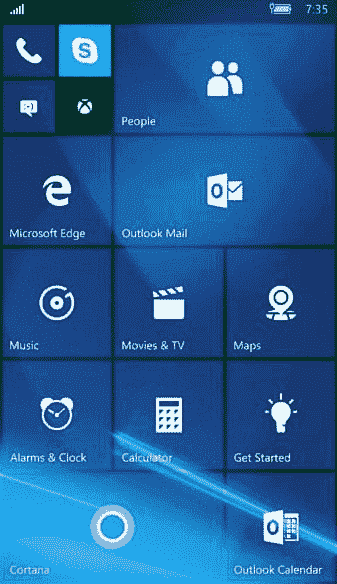 7:35
S
People
Microsoft Edge
Outlook Mail
Music
Movies & TV
Maps
Alarms & Clock
Calculator
Get Started
Cortana
Outlook Calendar